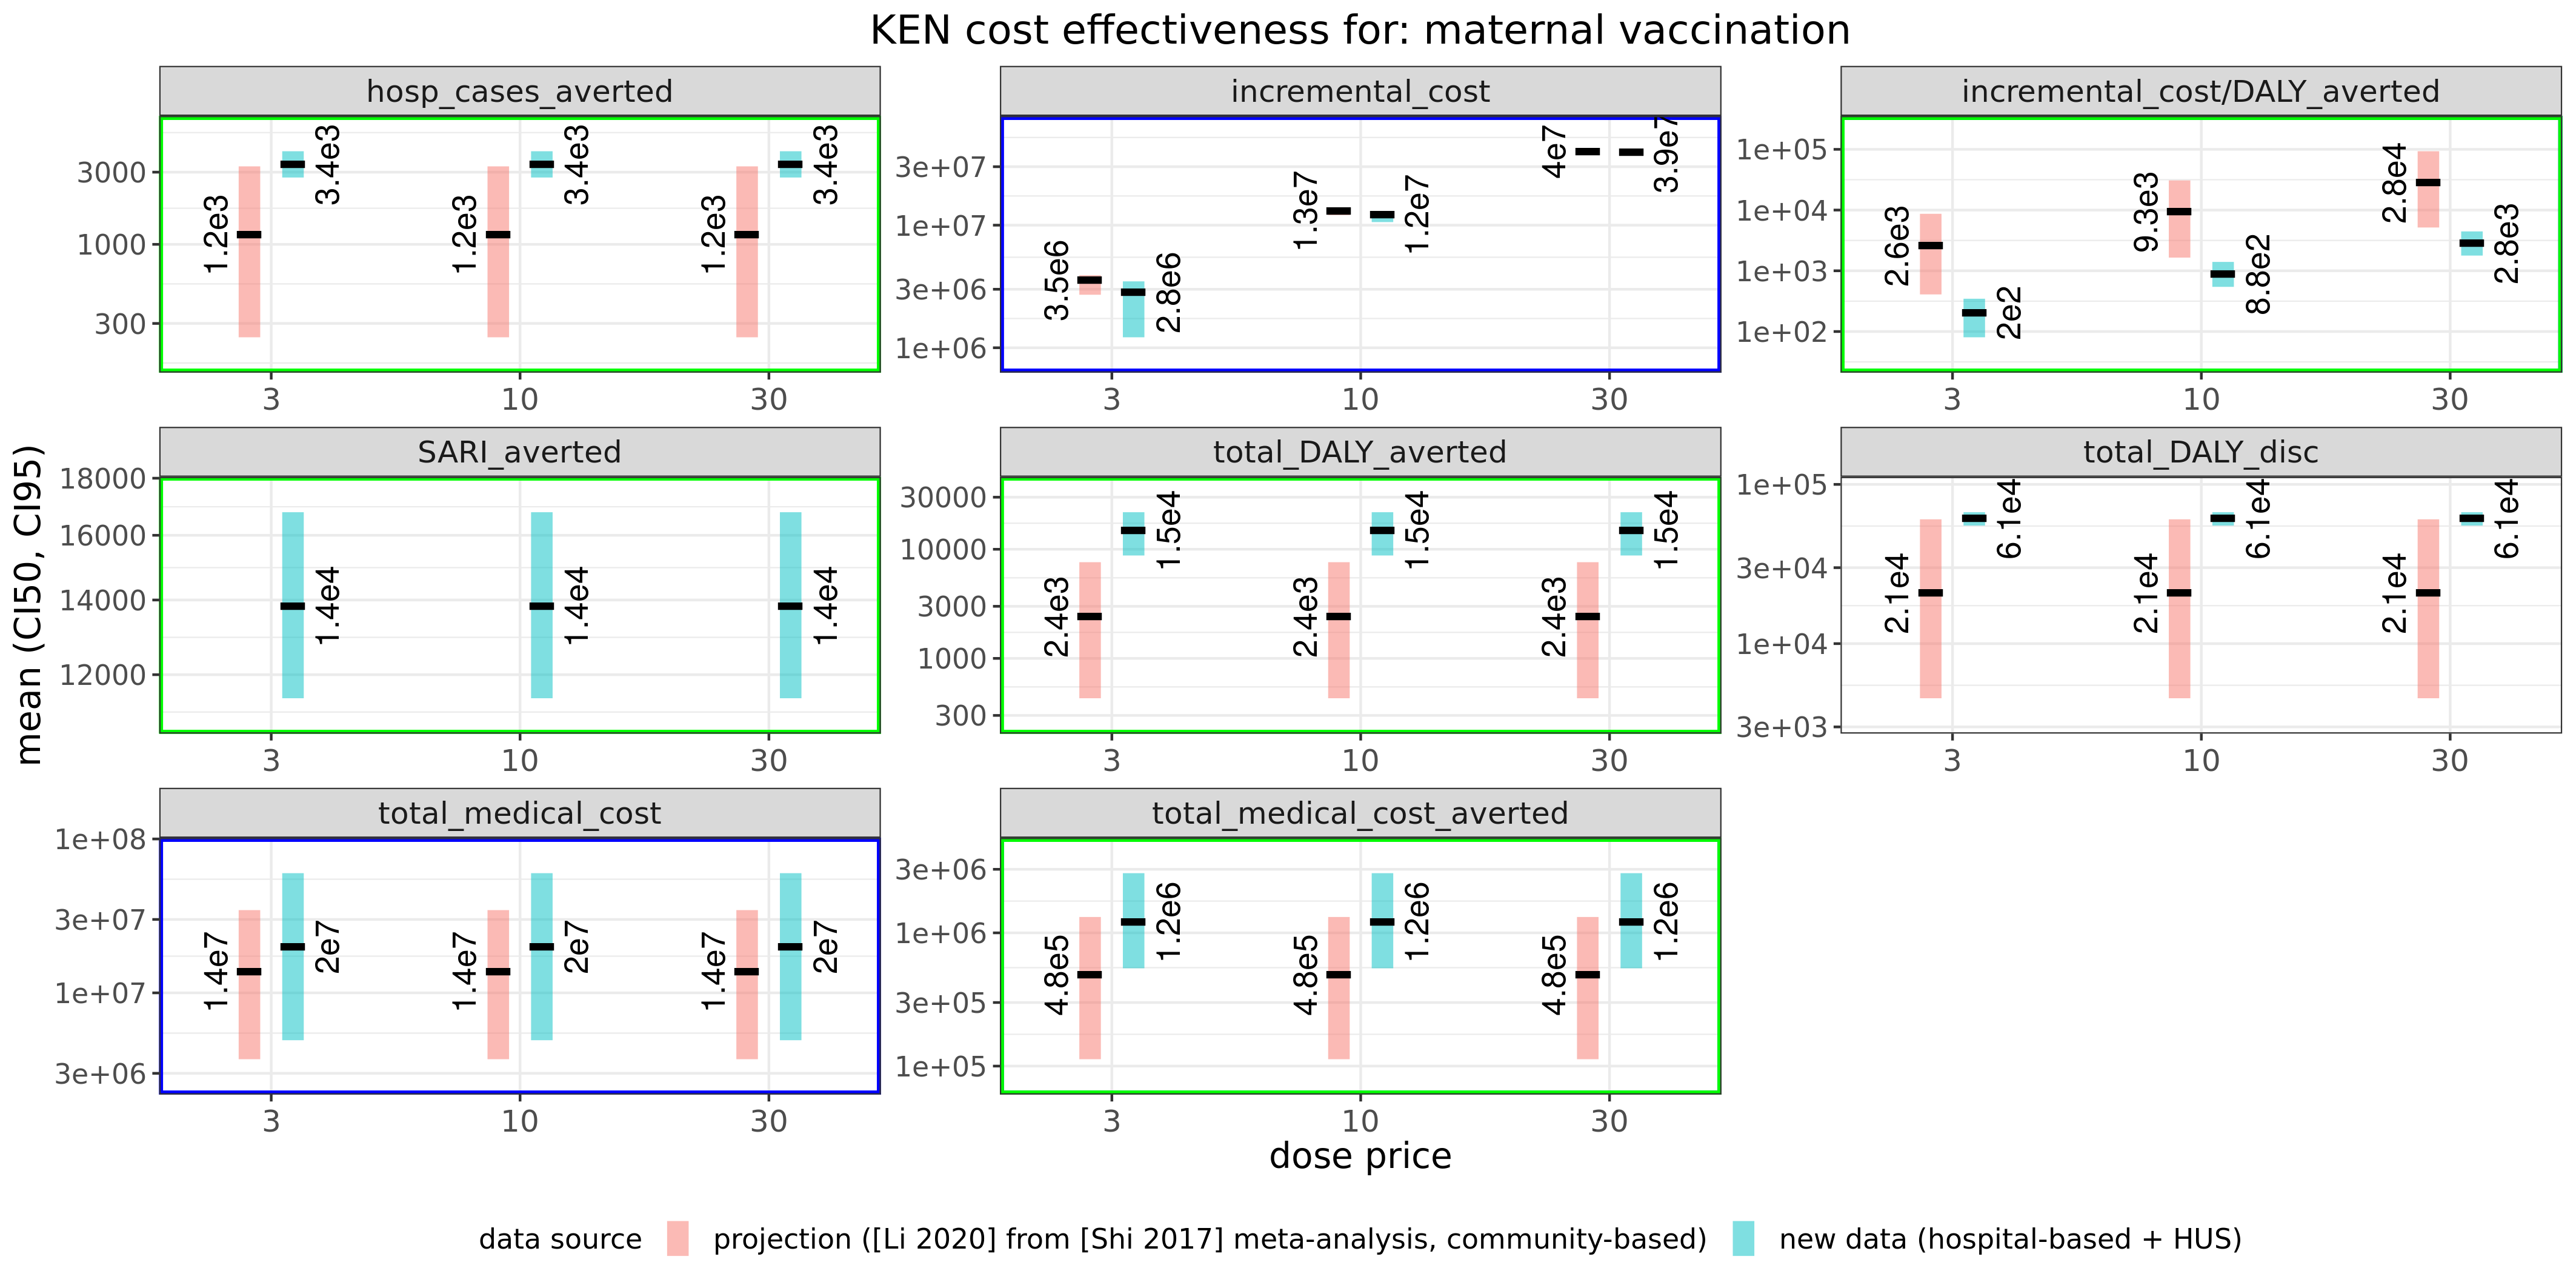 KEN cost effectiveness for: maternal vaccination
hosp_cases_averted
3000
1000
300
1.2e3
3.4e3
1.2e3
3.4e3
1.2e3
3.4e3
3
10
30
incremental_cost
3e+07
1e+07
3e+06
1e+06
3.5e6
2.8e6
1.3e7
1.2e7
4e7
3.9e7
3
10
30
incremental_cost/DALY_averted
1e+05
1e+04
1e+03
1e+02
2.6e3
2e2
9.3e3
8.8e2
2.8e4
2.8e3
3
10
30
mean (CI50, CI95)
SARI_averted
18000
16000
14000
12000
1.4e4
1.4e4
1.4e4
3
10
30
total_DALY_averted
30000
10000
3000
1000
300
2.4e3
1.5e4
2.4e3
1.5e4
2.4e3
1.5e4
3
10
30
total_DALY_disc
1e+05
3e+04
1e+04
3e+03
2.1e4
6.1e4
2.1e4
6.1e4
2.1e4
6.1e4
3
10
30
total_medical_cost
1e+08
3e+07
1e+07
3e+06
1.4e7
2e7
1.4e7
2e7
1.4e7
2e7
3
10
30
total_medical_cost_averted
3e+06
1e+06
3e+05
1e+05
4.8e5
1.2e6
4.8e5
1.2e6
4.8e5
1.2e6
3
10
30
dose price
data source
projection ([Li 2020] from [Shi 2017] meta-analysis, community-based)
new data (hospital-based + HUS)